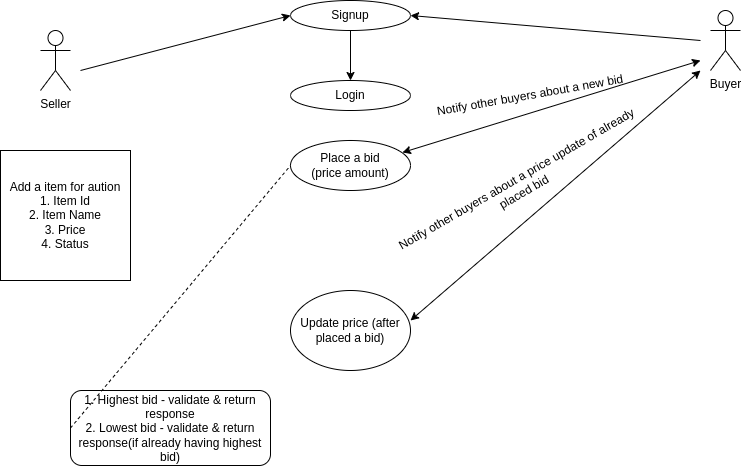 Signup
Seller
Buyer
Login
Notify other buyers about a new bid
Place a bid
(price amount)
Notify other buyers about a price update of already
placed bid
Add a item for aution
1. Item Id
2. Item Name
3. Price
4. Status
Update price (after
placed a bid)
1. Highest bid - validate & return
response
2. Lowest bid - validate & return
response(if already having highest
bid)